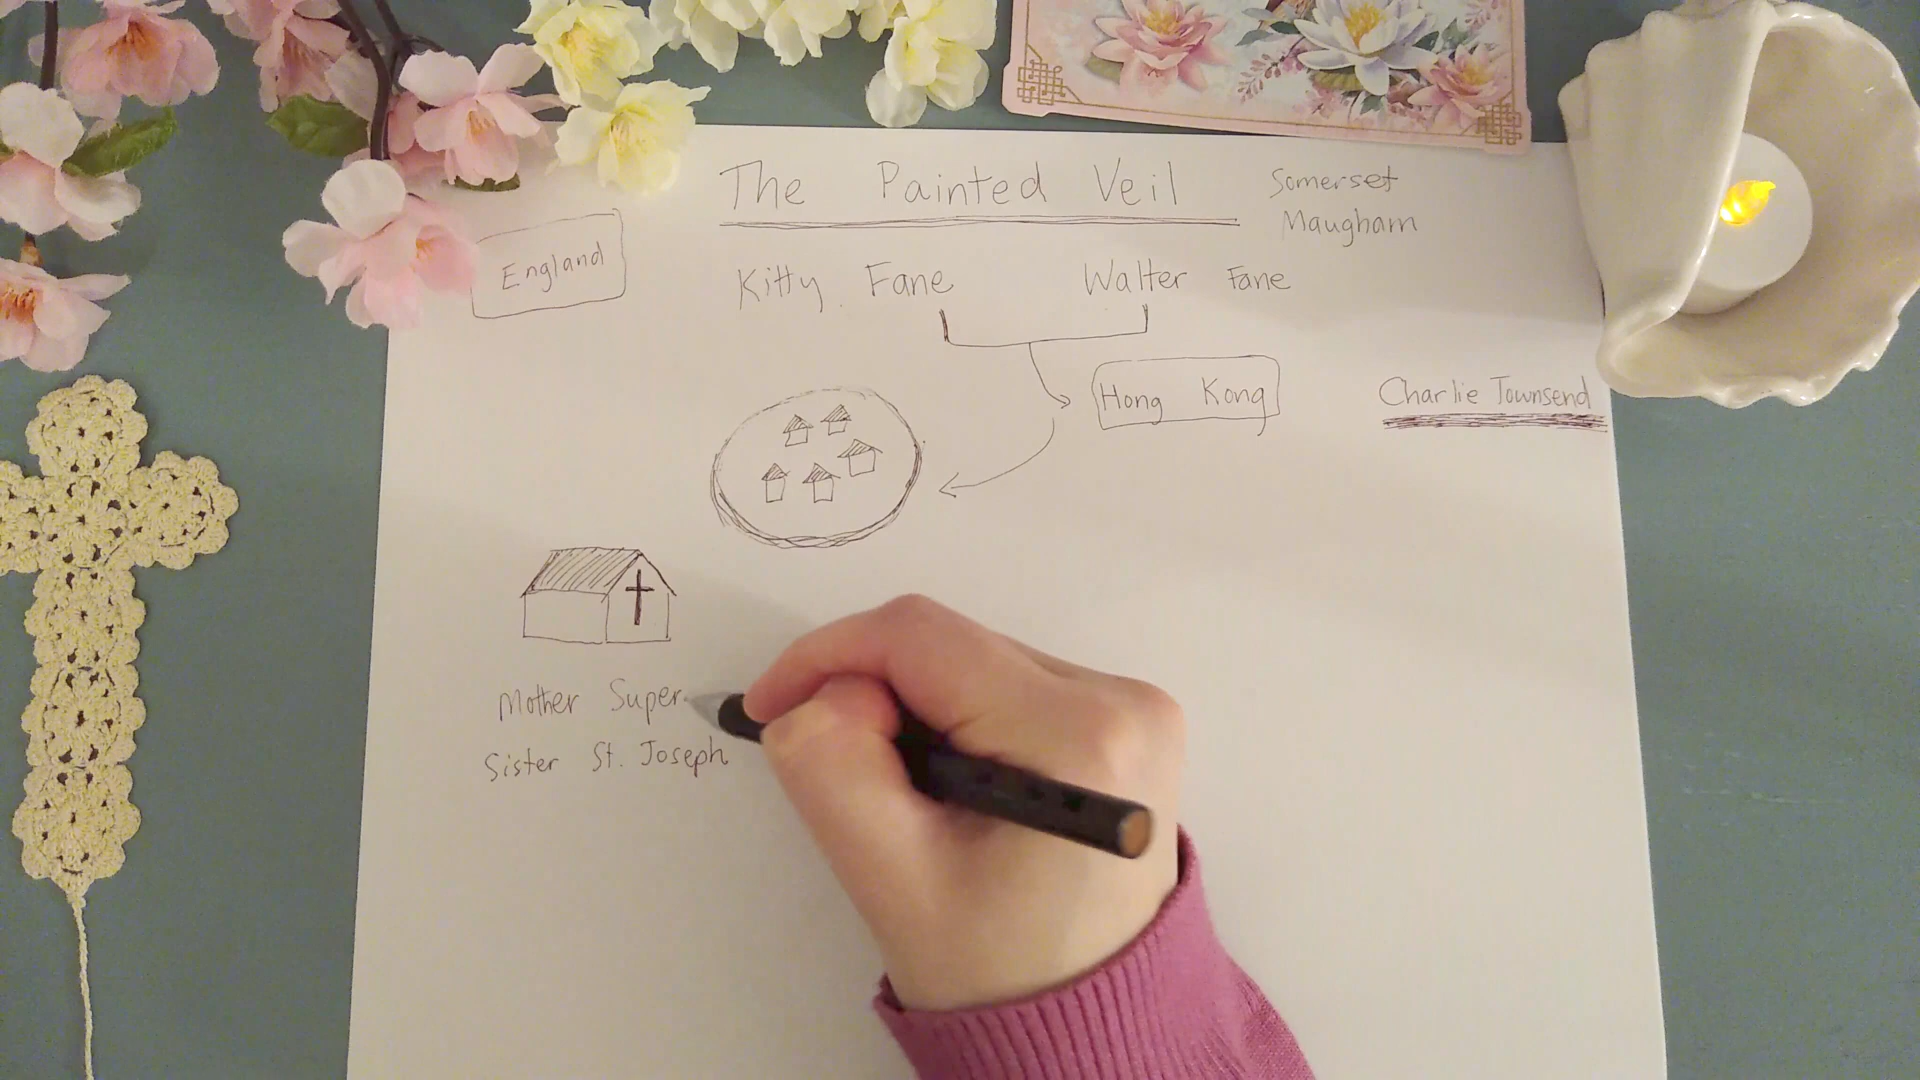 The Painted Veil
Somerset
Maugham
England
Kitty Fane
Walter Fane
Hong Kong
Charlie Townsend
Mother Super
Sister St. Joseph